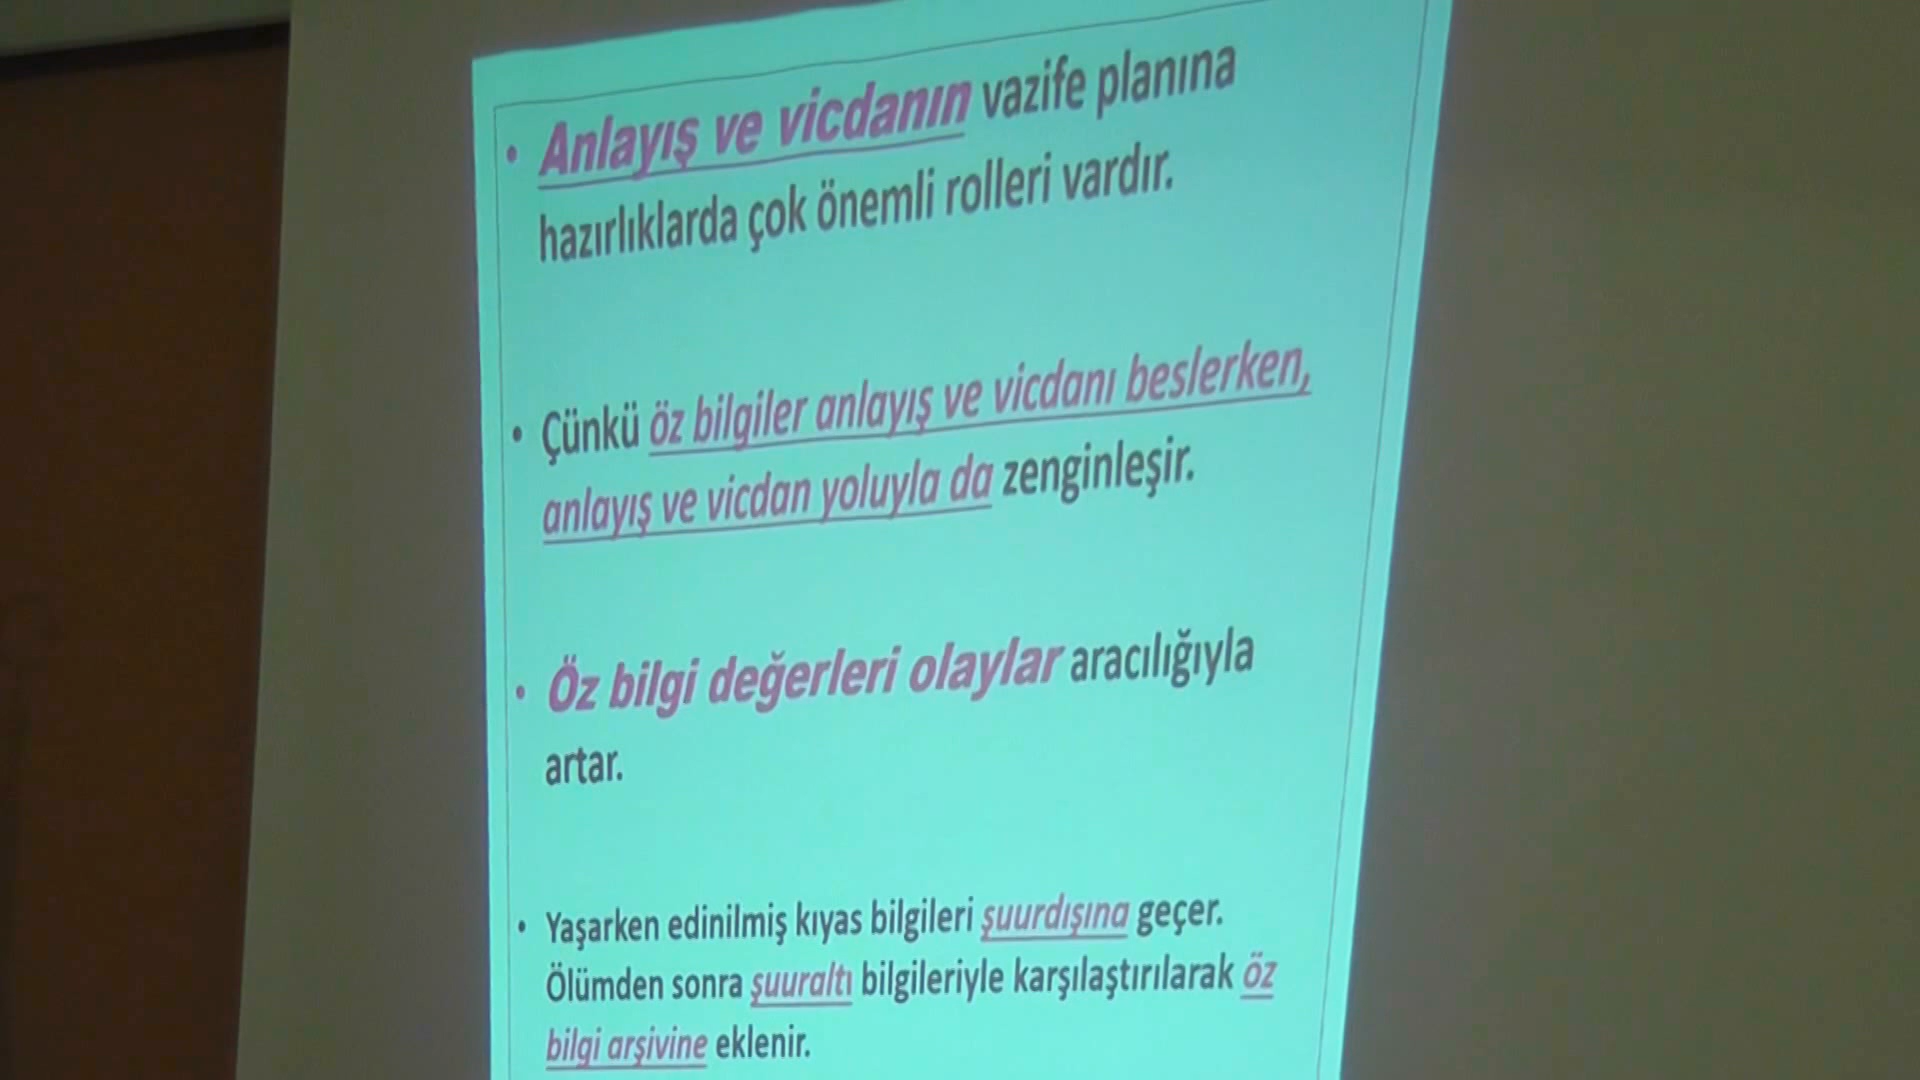 • Anlayış ve vicdanın vazife planına
hazırlıklarda çok önemli rolleri vardır.
• Çünkü öz bilgiler anlayış ve vicdanı beslerken,
anlayış ve vicdan yoluyla da zenginleşir.
• Öz bilgi değerleri olaylar aracılığıyla
artar.
• Yaşarken edinilmiş kıyas bilgileri şuurdışına geçer.
Ölümden sonra şuuraltı bilgileriyle karşılaştırılarak öz
bilgi arşivine eklenir.